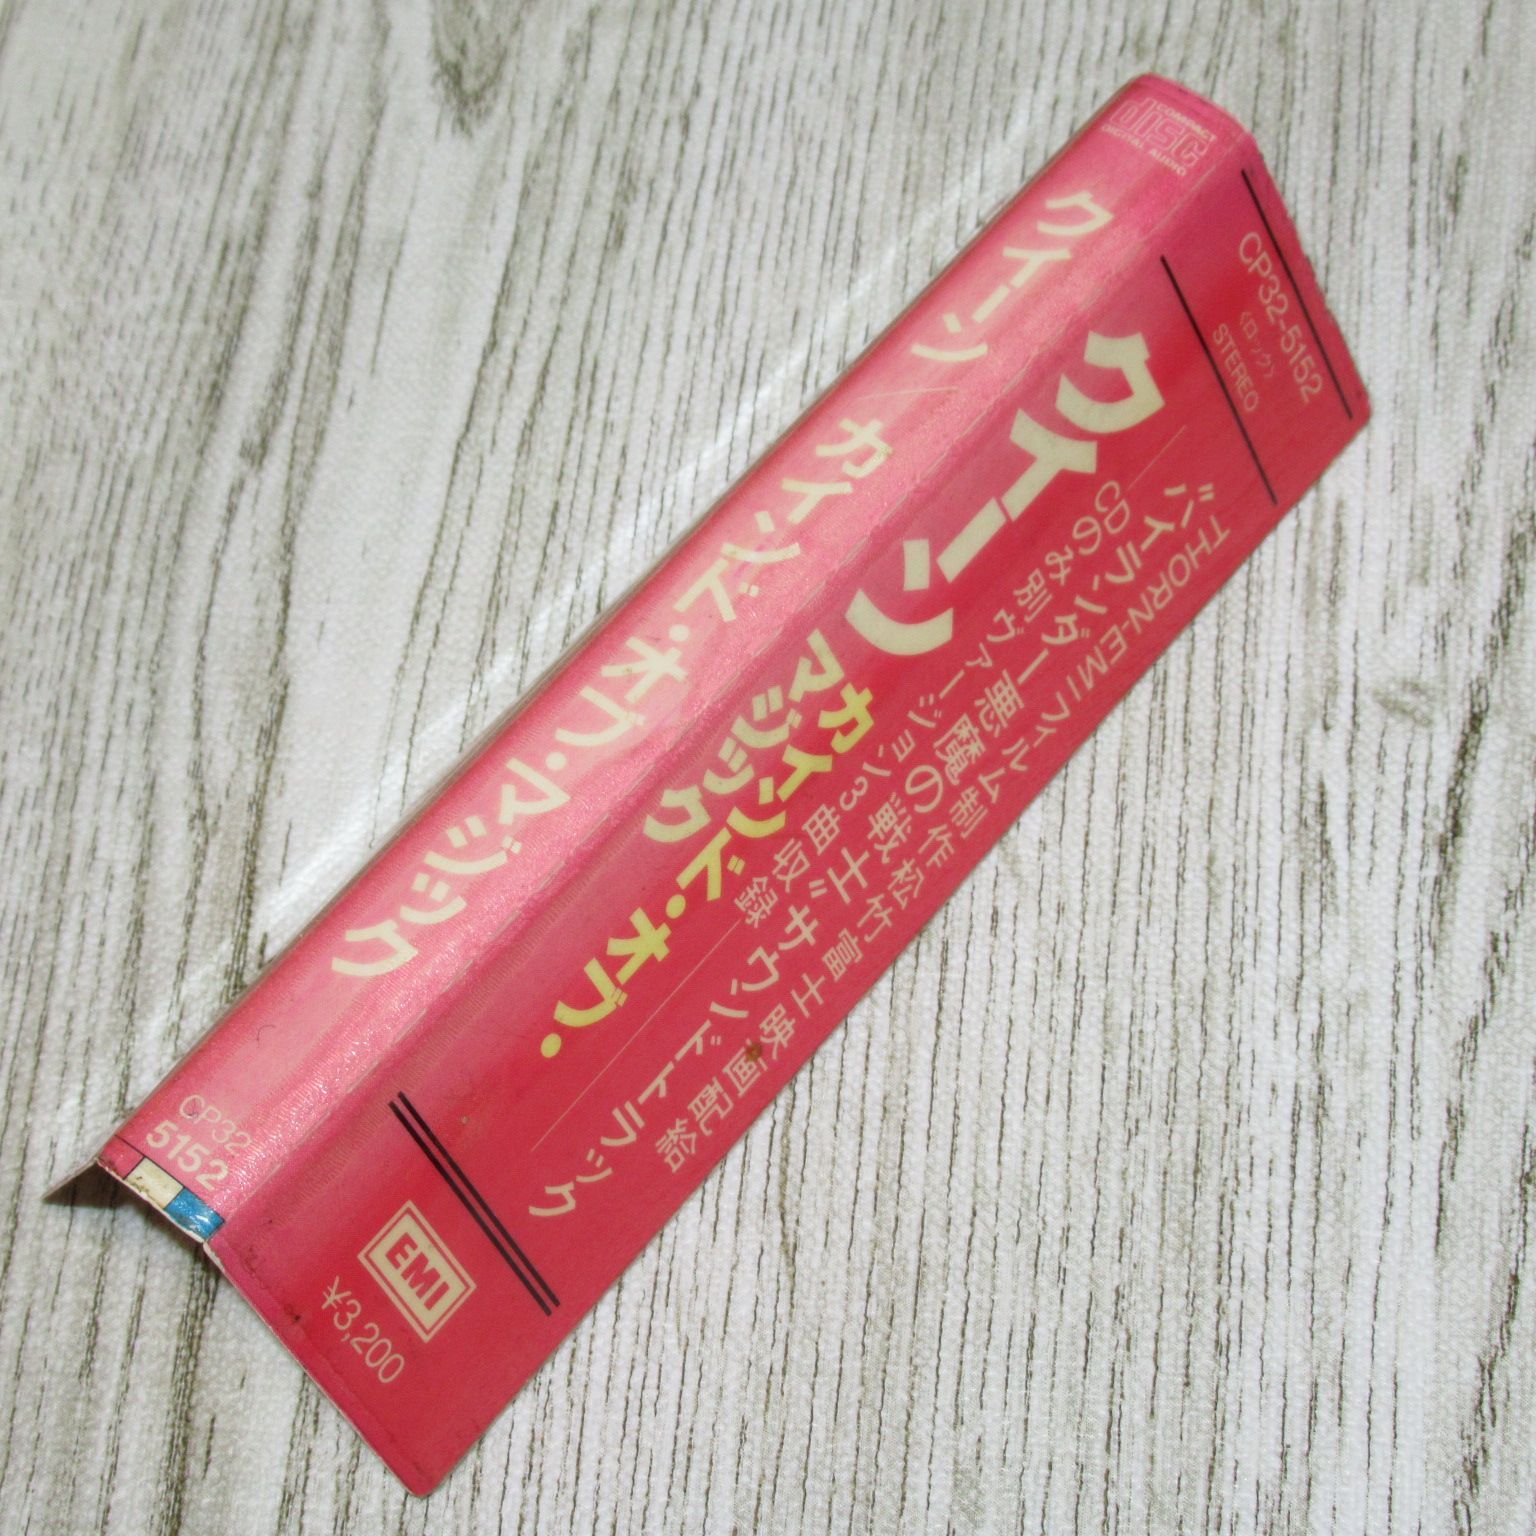 COMPACT
disc
DIGITAL AUDIO
クイーン カインド・オブ・マジック
CP32-
5152
CP32-5152
〈ロック〉
STEREO
THORN-EMIフィルム制作松竹富士映画配給
ハイランダー悪魔の戦士サウンドトラック
CDのみ別ヴァージョン3曲収録
クイーン
カインド・オブ・
マジック
EMI
¥3,200